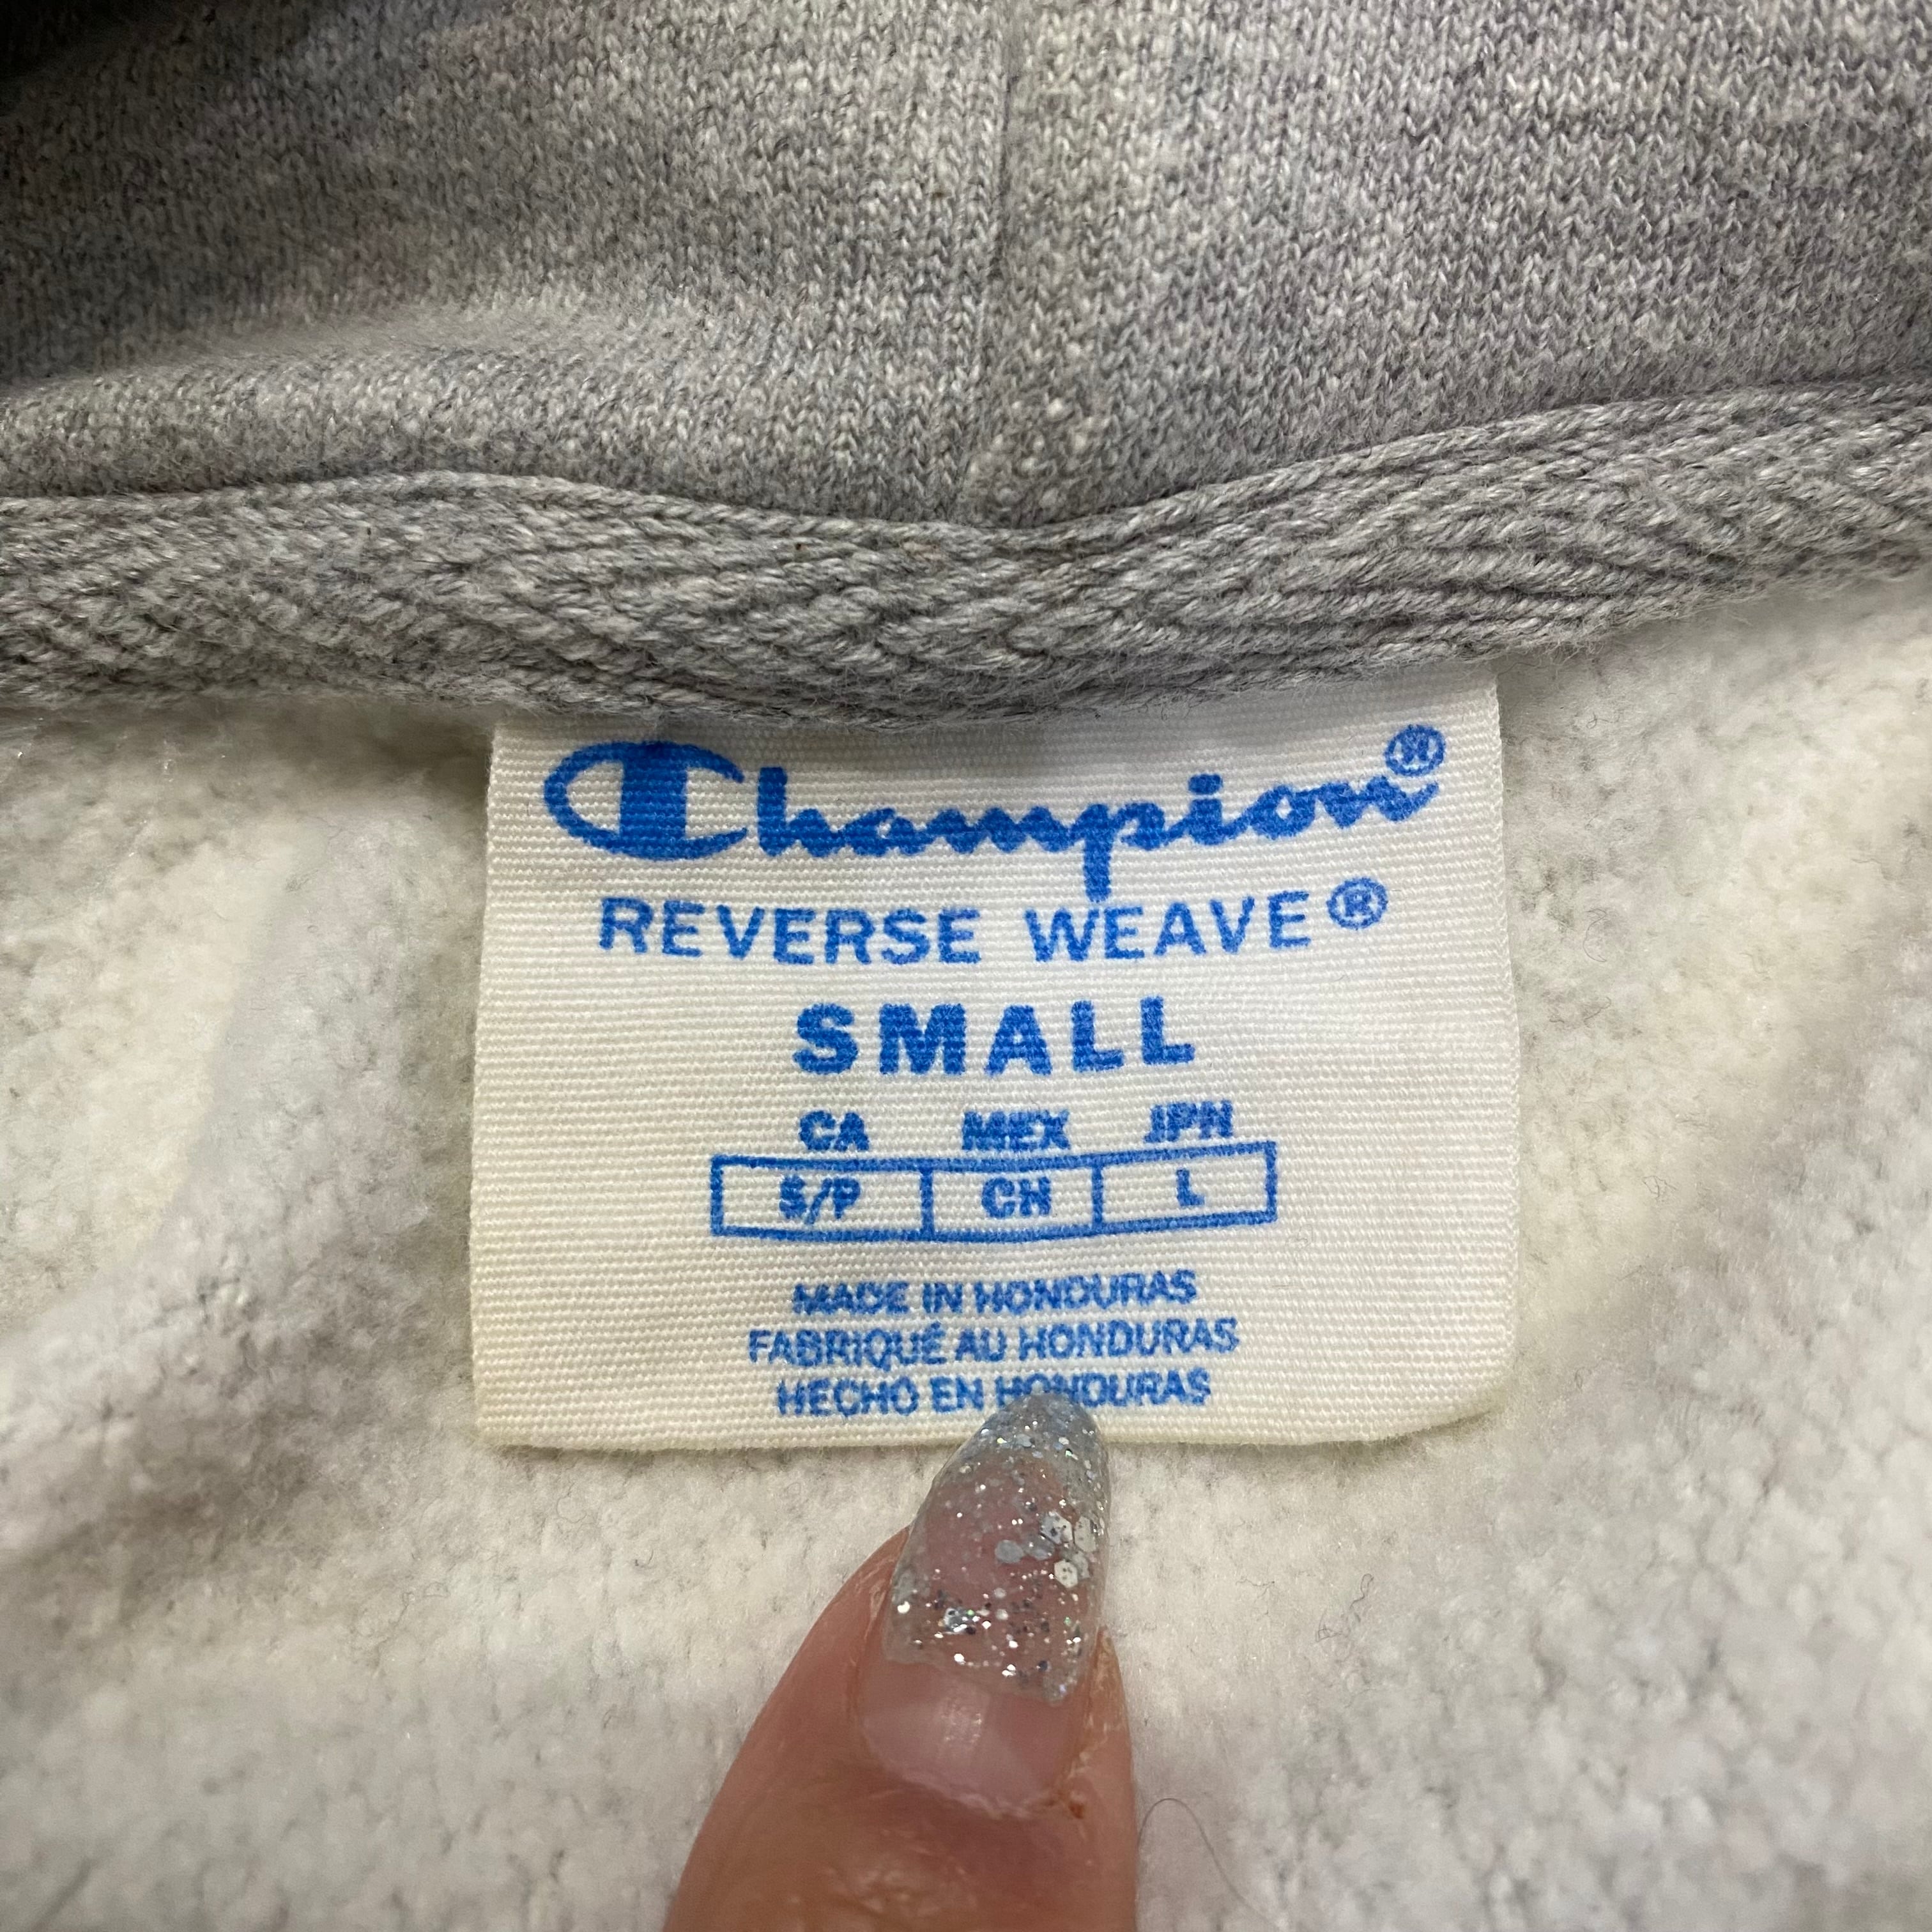 Champion®
REVERSE WEAVE®
SMALL
CA MEX JPN
S/P CH L
MADE IN HONDURAS
FABRIQUÉ AU HONDURAS
HECHO EN HONDURAS